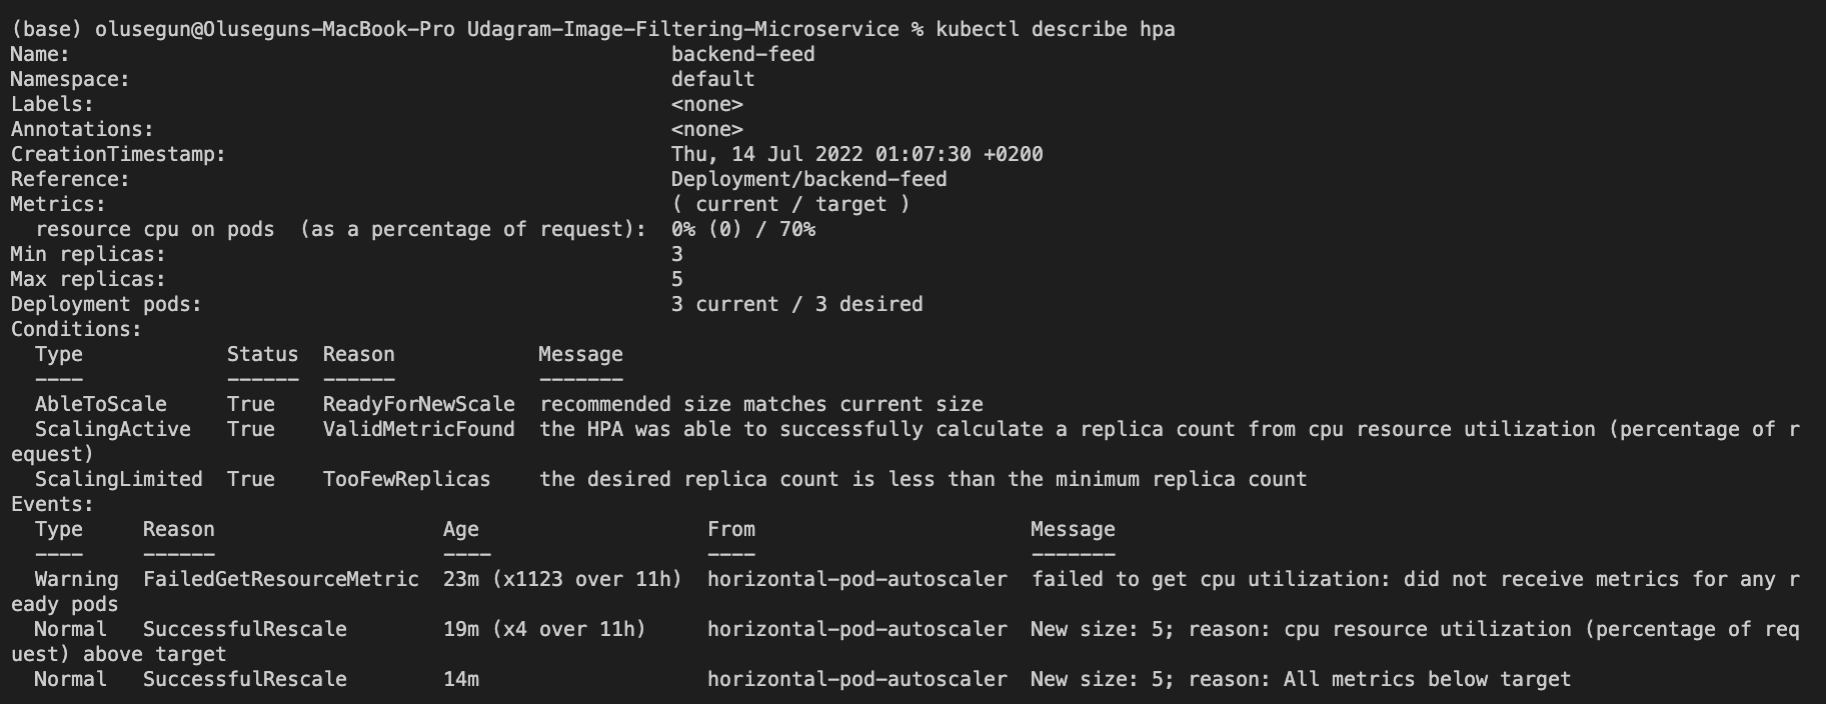 (base) olusegun@Oluseguns-MacBook-Pro Udagram-Image-Filtering-Microservice % kubectl describe hpa
Name:                                                  backend-feed
Namespace:                                             default
Labels:                                                <none>
Annotations:                                           <none>
CreationTimestamp:                                     Thu, 14 Jul 2022 01:07:30 +0200
Reference:                                             Deployment/backend-feed
Metrics:                                               ( current / target )
  resource cpu on pods  (as a percentage of request):  0% (0) / 70%
Min replicas:                                          3
Max replicas:                                          5
Deployment pods:                                       3 current / 3 desired
Conditions:
  Type            Status  Reason            Message
  ----            ------  ------            -------
  AbleToScale     True    ReadyForNewScale  recommended size matches current size
  ScalingActive   True    ValidMetricFound  the HPA was able to successfully calculate a replica count from cpu resource utilization (percentage of r
equest)
  ScalingLimited  True    TooFewReplicas    the desired replica count is less than the minimum replica count
Events:
  Type     Reason                   Age                   From                       Message
  ----     ------                   ----                  ----                       -------
  Warning  FailedGetResourceMetric  23m (x1123 over 11h)  horizontal-pod-autoscaler  failed to get cpu utilization: did not receive metrics for any r
eady pods
  Normal   SuccessfulRescale        19m (x4 over 11h)     horizontal-pod-autoscaler  New size: 5; reason: cpu resource utilization (percentage of req
uest) above target
  Normal   SuccessfulRescale        14m                   horizontal-pod-autoscaler  New size: 5; reason: All metrics below target